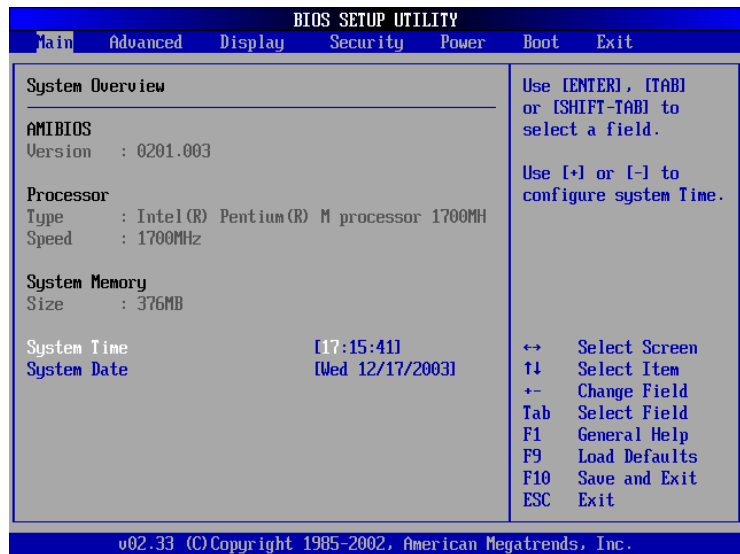 BIOS SETUP UTILITY
Main Advanced Display Security Power Boot Exit
System Overview
AMIBIOS
Version : 0201.003
Processor
Type : Intel(R) Pentium(R) M processor 1700MH
Speed : 1700MHz
System Memory
Size : 376MB
System Time [17:15:41]
System Date [Wed 12/17/2003]
Use [ENTER], [TAB]
or [SHIFT-TAB] to
select a field.
Use [+] or [-] to
configure system Time.
↔ Select Screen
↑↓ Select Item
+- Change Field
Tab Select Field
F1 General Help
F9 Load Defaults
F10 Save and Exit
ESC Exit
v02.33 (C)Copyright 1985-2002, American Megatrends, Inc.